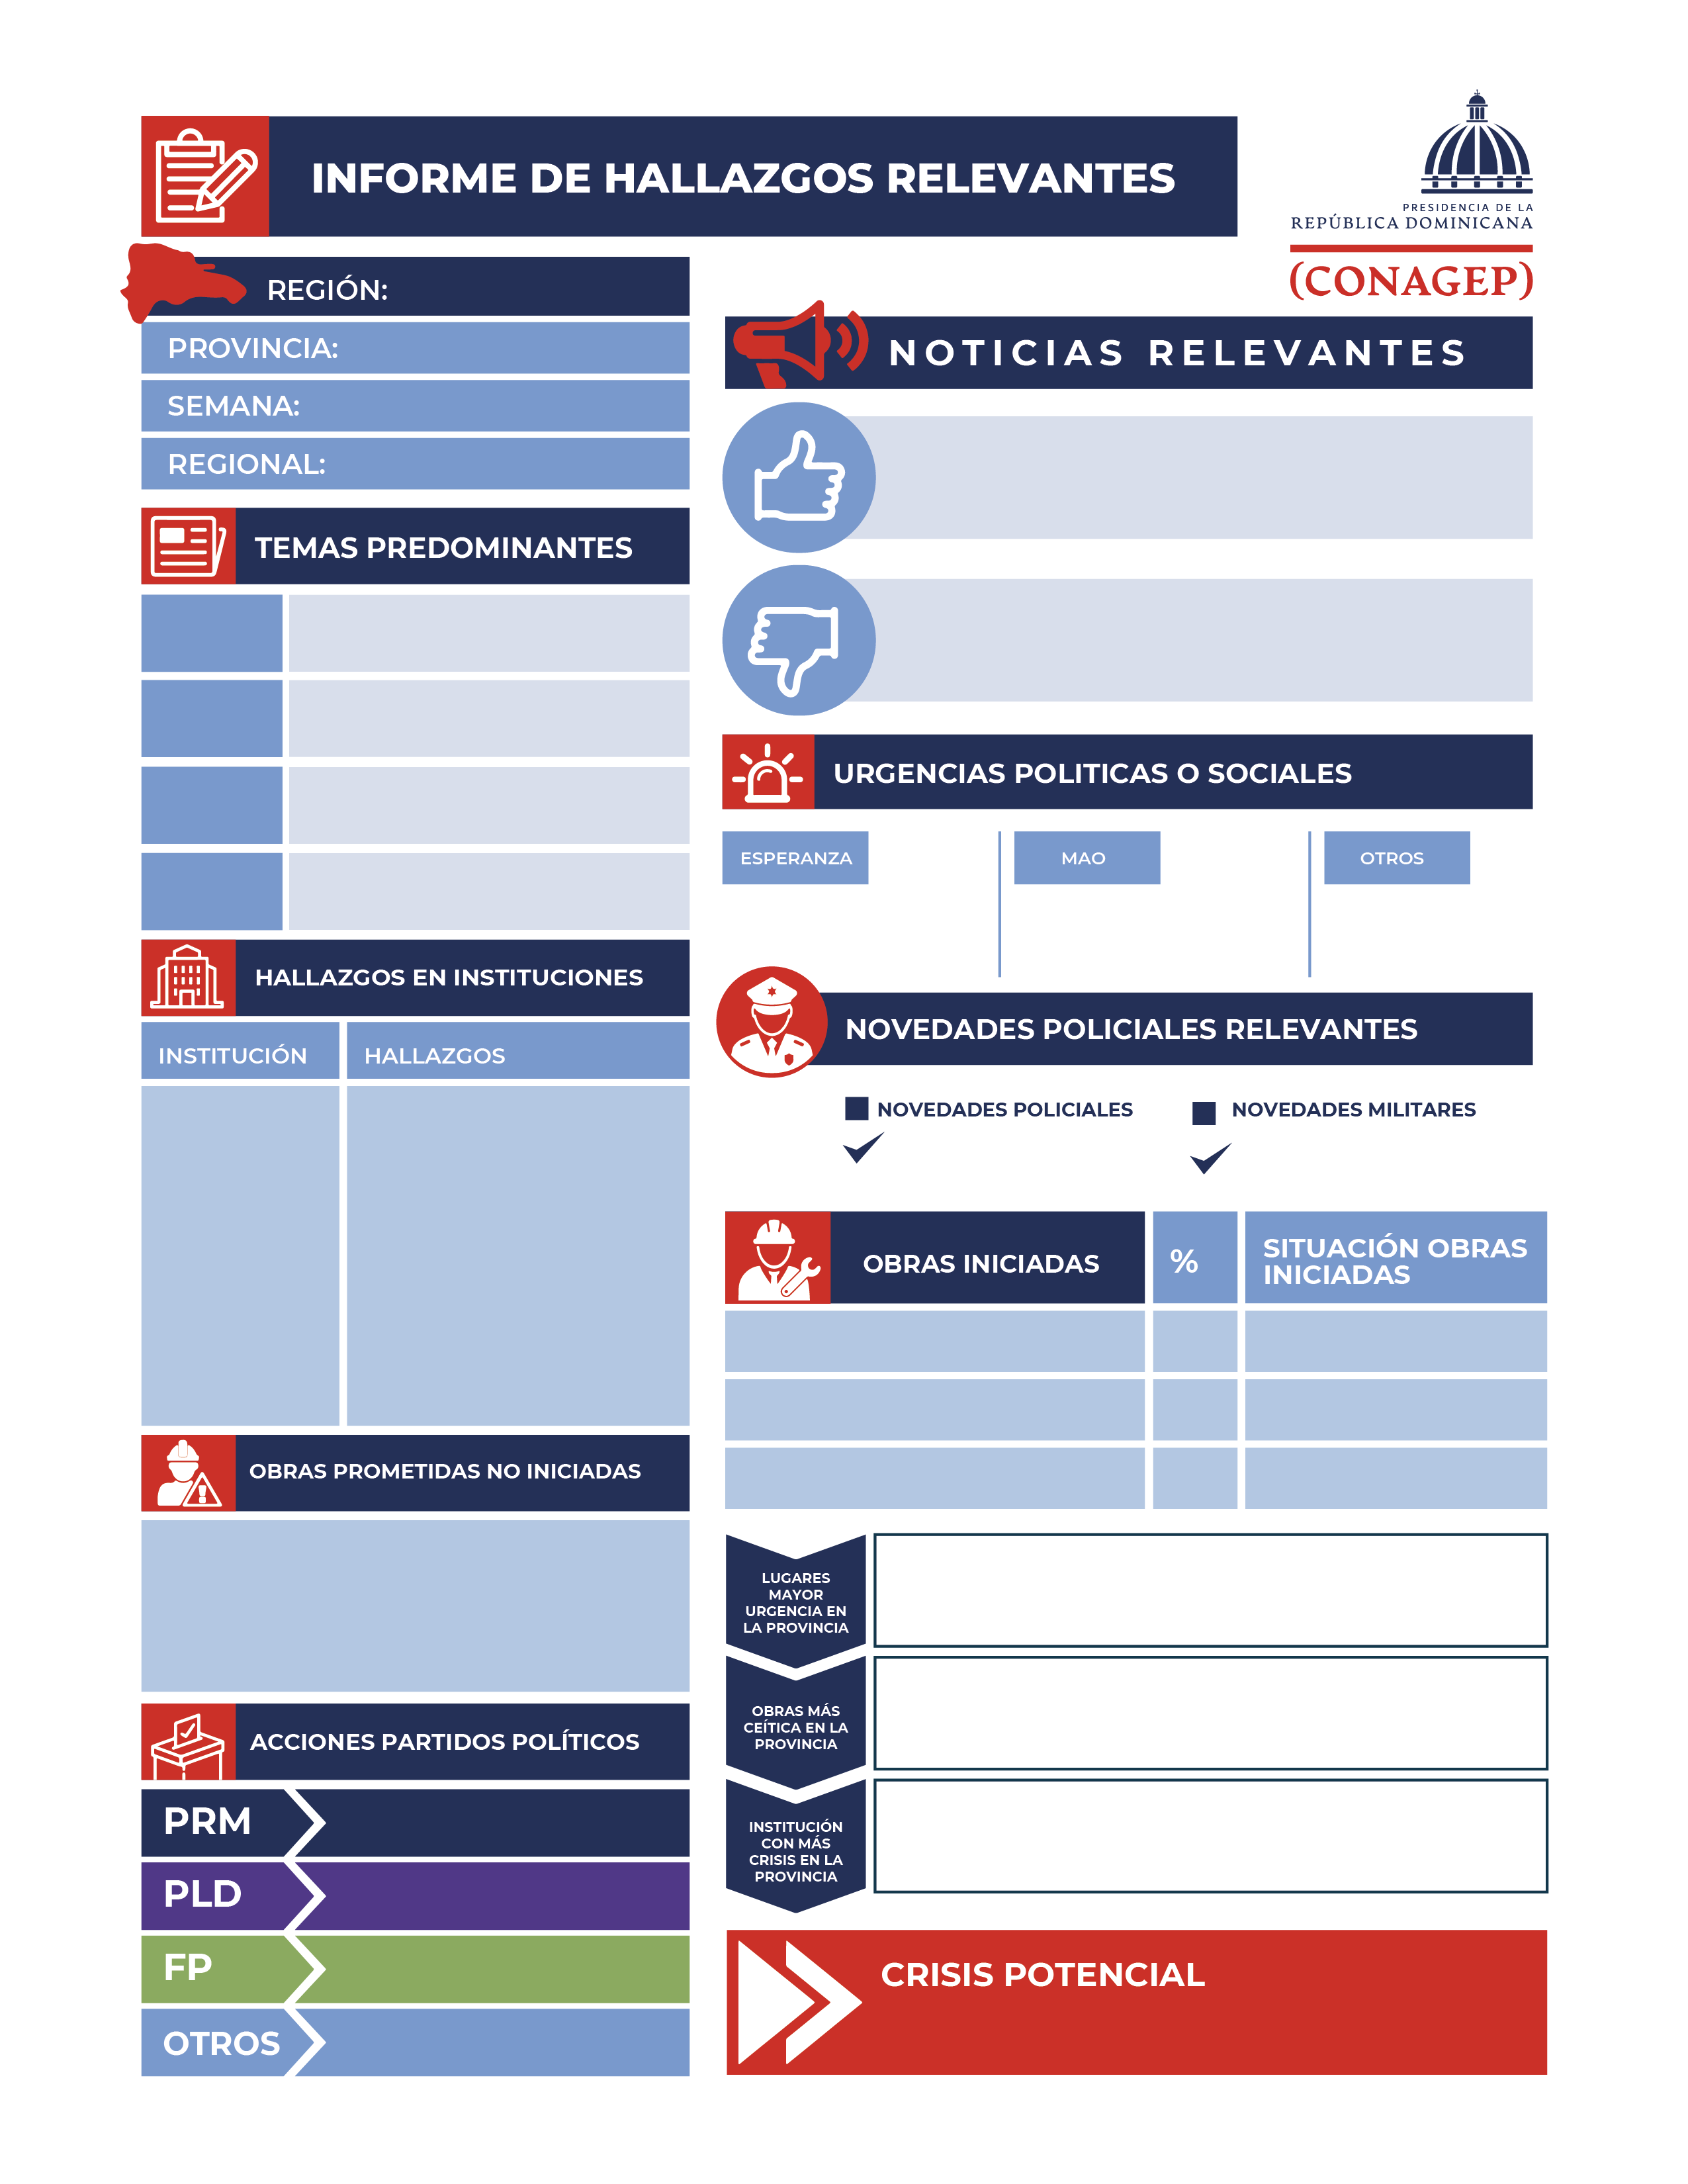 INFORME DE HALLAZGOS RELEVANTES
PRESIDENCIA DE LA
REPÚBLICA DOMINICANA
(CONAGEP)
REGIÓN:
PROVINCIA:
SEMANA:
REGIONAL:
TEMAS PREDOMINANTES
HALLAZGOS EN INSTITUCIONES
INSTITUCIÓN
HALLAZGOS
OBRAS PROMETIDAS NO INICIADAS
ACCIONES PARTIDOS POLÍTICOS
PRM
PLD
FP
OTROS
NOTICIAS RELEVANTES
URGENCIAS POLITICAS O SOCIALES
ESPERANZA
MAO
OTROS
NOVEDADES POLICIALES RELEVANTES
NOVEDADES POLICIALES
NOVEDADES MILITARES
OBRAS INICIADAS
%
SITUACIÓN OBRAS
INICIADAS
LUGARES
MAYOR
URGENCIA EN
LA PROVINCIA
OBRAS MÁS
CEÍTICA EN LA
PROVINCIA
INSTITUCIÓN
CON MÁS
CRISIS EN LA
PROVINCIA
CRISIS POTENCIAL